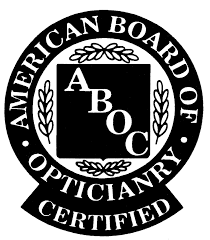 AMERICAN BOARD OF
• OPTICIANRY •
ABOC
CERTIFIED